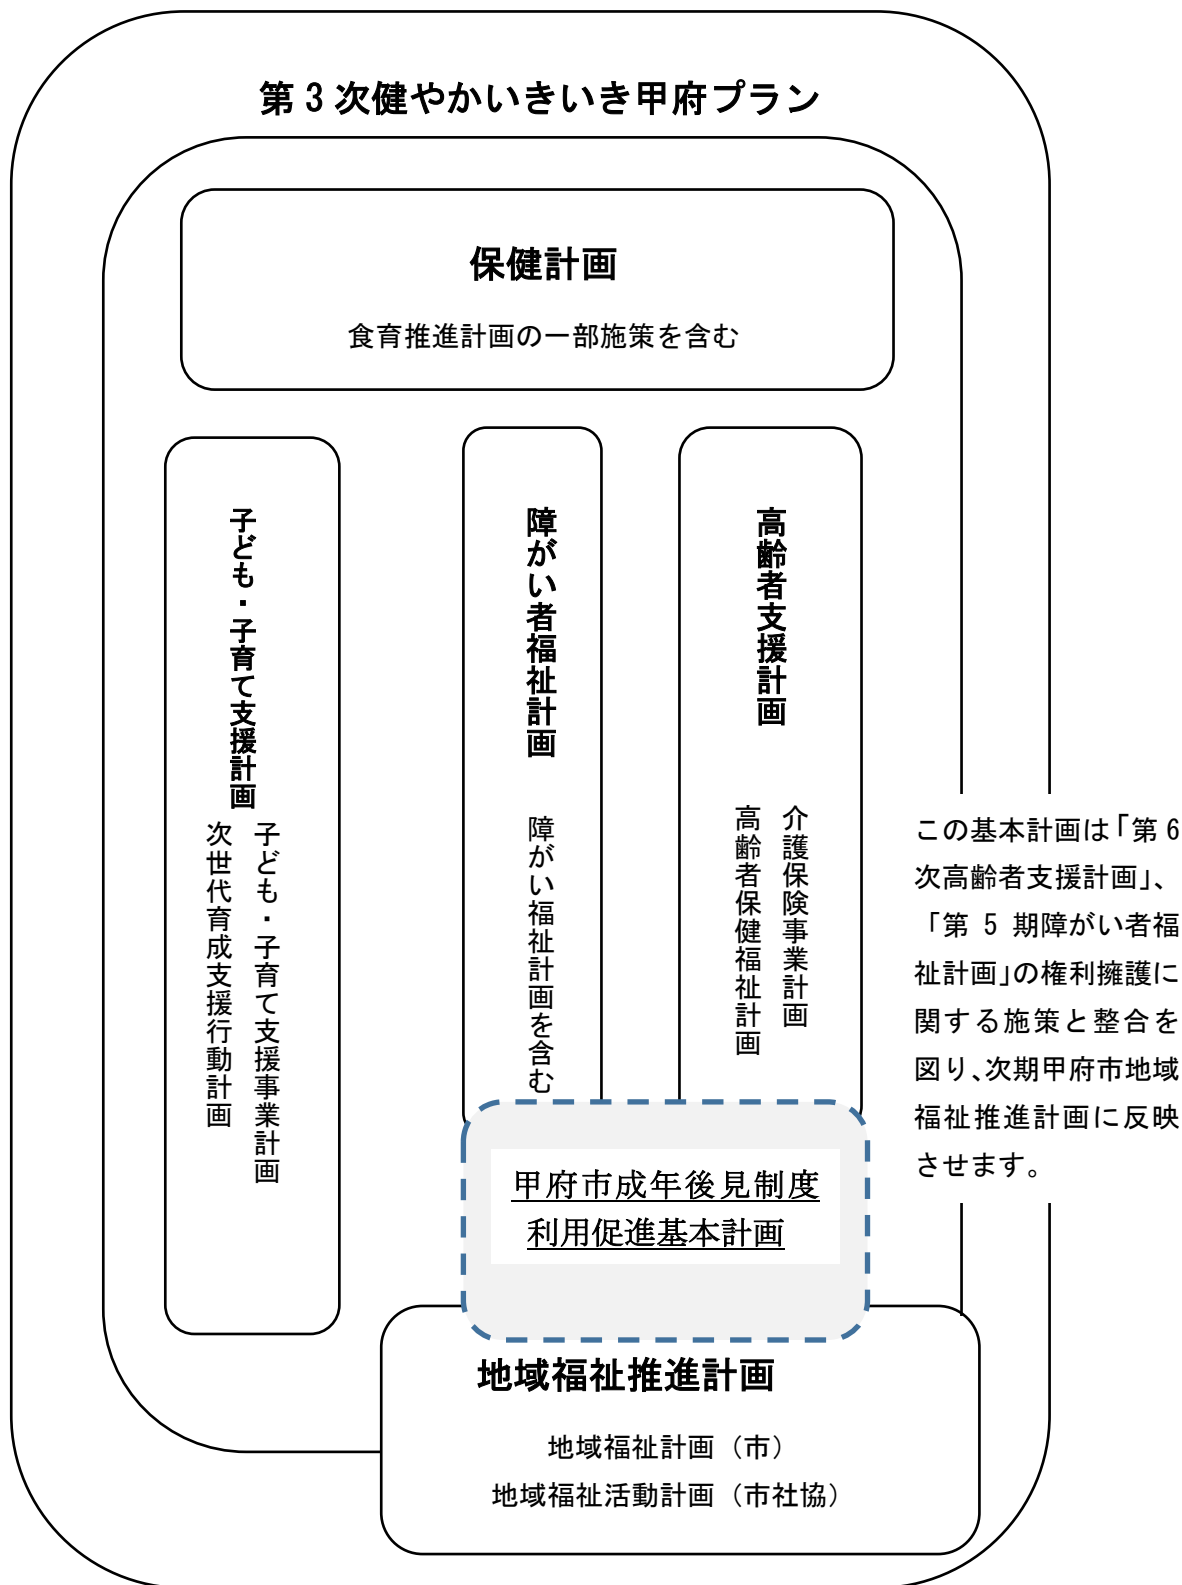 第3次健やかいきいき甲府プラン
保健計画
食育推進計画の一部施策を含む
子ども・子育て支援計画
子ども・子育て支援事業計画
次世代育成支援行動計画
障がい者福祉計画
障がい福祉計画を含む
高齢者支援計画
介護保険事業計画
高齢者保健福祉計画
この基本計画は「第6
次高齢者支援計画」、
「第 5 期障がい者福
祉計画」の権利擁護に
関する施策と整合を
図り、次期甲府市地域
福祉推進計画に反映
させます。
甲府市成年後見制度
利用促進基本計画
地域福祉推進計画
地域福祉計画（市）
地域福祉活動計画（市社協）